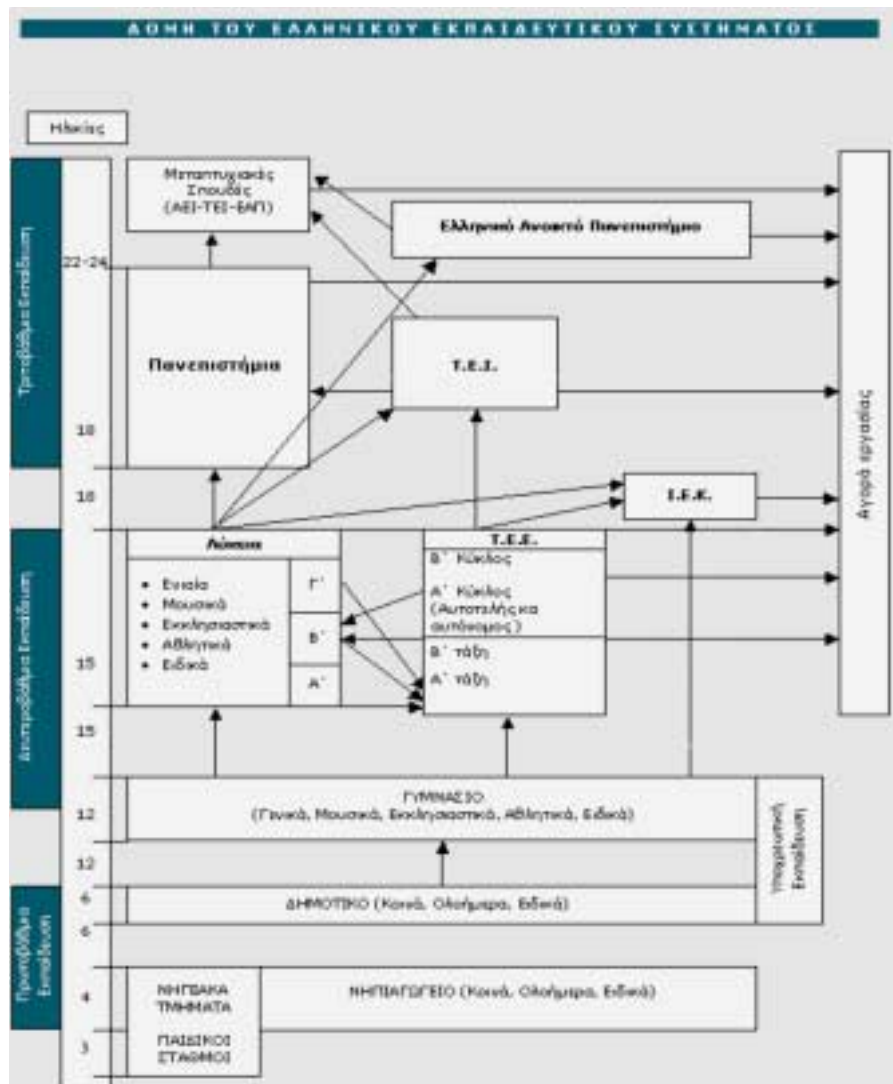 ΔΟΜΗ ΤΟΥ ΕΛΛΗΝΙΚΟΥ ΕΚΠΑΙΔΕΥΤΙΚΟΥ ΣΥΣΤΗΜΑΤΟΣ
Ηλικίες
Τριτοβάθμια Εκπαίδευση
Μεταπτυχιακές
Σπουδές
(ΑΕΙ-ΤΕΙ-ΕΑΠ)
Ελληνικό Ανοικτό Πανεπιστήμιο
22-24
Πανεπιστήμια
Τ.Ε.Ι.
Αγορά εργασίας
18
18
Ι.Ε.Κ.
Δευτεροβάθμια Εκπαίδευση
Λύκεια
• Ενιαία
• Μουσικά
• Εκκλησιαστικά
• Αθλητικά
• Ειδικά
Γ'
Β'
Α'
Τ.Ε.Ε.
Β' Κύκλος
Α' Κύκλος
(Αυτοτελής κα
αυτόνομος)
Β' τάξη
Α' τάξη
15
15
12
ΓΥΜΝΑΣΙΟ
(Γενικά, Μουσικά, Εκκλησιαστικά, Αθλητικά, Ειδικά)
Υποχρεωτική
Εκπαίδευση
12
Πρωτοβάθμια
Εκπαίδευση
6
ΔΗΜΟΤΙΚΟ (Κοινά, Ολοήμερα, Ειδικά)
6
4
ΝΗΠΙΑΚΑ
ΤΜΗΜΑΤΑ
ΝΗΠΙΑΓΩΓΕΙΟ (Κοινά, Ολοήμερα, Ειδικά)
3
ΠΑΙΔΙΚΟΙ
ΣΤΑΘΜΟΙ